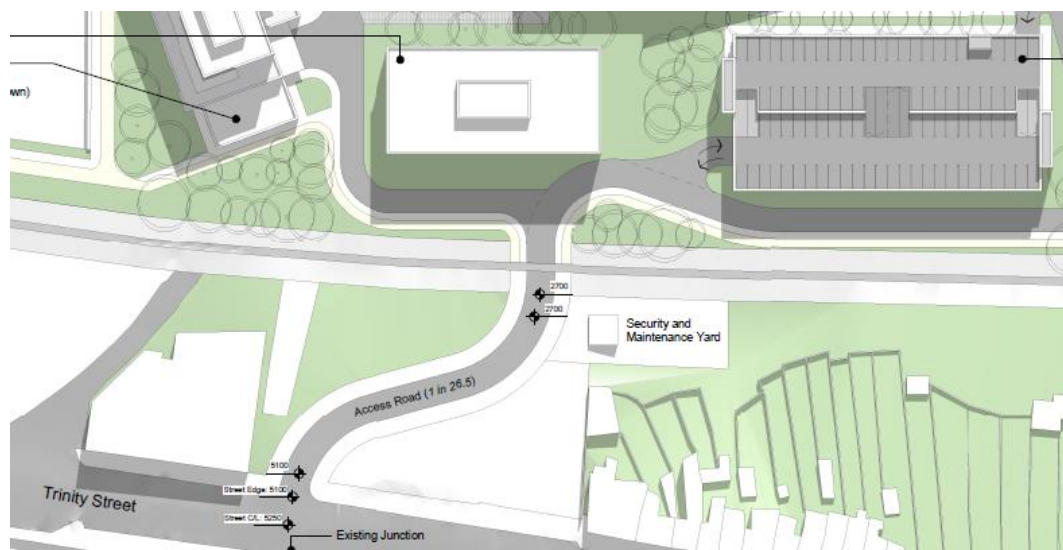 own)
2700
2700
Security and
Maintenance Yard
Access Road (1 in 26.5)
5100
Street Edge: 5100
Trinity Street
Street C/L: 5250
Existing Junction